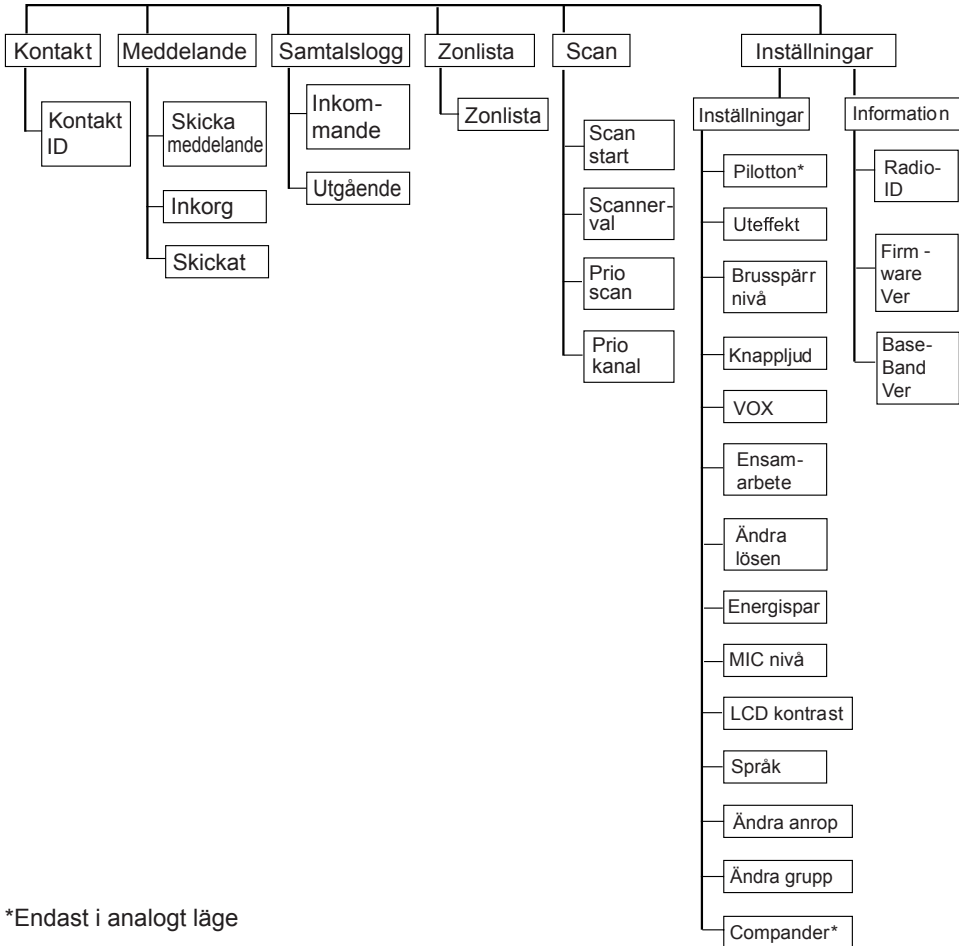 Kontakt
Meddelande
Samtalslogg
Zonlista
Scan
Inställningar
Kontakt
ID
Skicka
meddelande
Inkorg
Skickat
Inkom-
mande
Utgående
Zonlista
Scan
start
Scanner-
val
Prio
scan
Prio
kanal
Inställningar
Pilotton*
Uteffekt
Brusspärr
nivå
Knappljud
VOX
Ensam-
arbete
Ändra
lösen
Energispar
MIC nivå
LCD kontrast
Språk
Ändra anrop
Ändra grupp
Compander*
Information
Radio-
ID
Firm -
ware
Ver
Base-
Band
Ver
*Endast i analogt läge